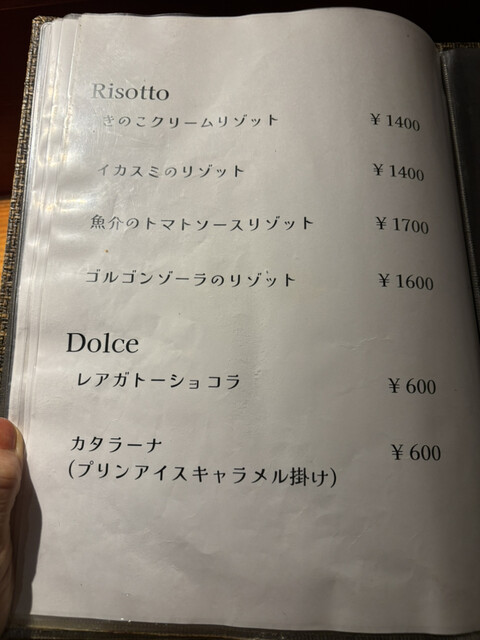 Risotto
きのこクリームリゾット ¥1400
イカスミのリゾット ¥1400
魚介のトマトソースリゾット ¥1700
ゴルゴンゾーラのリゾット ¥1600
Dolce
レアガトーショコラ ¥600
カタラーナ ¥600
(プリンアイスキャラメル掛け)